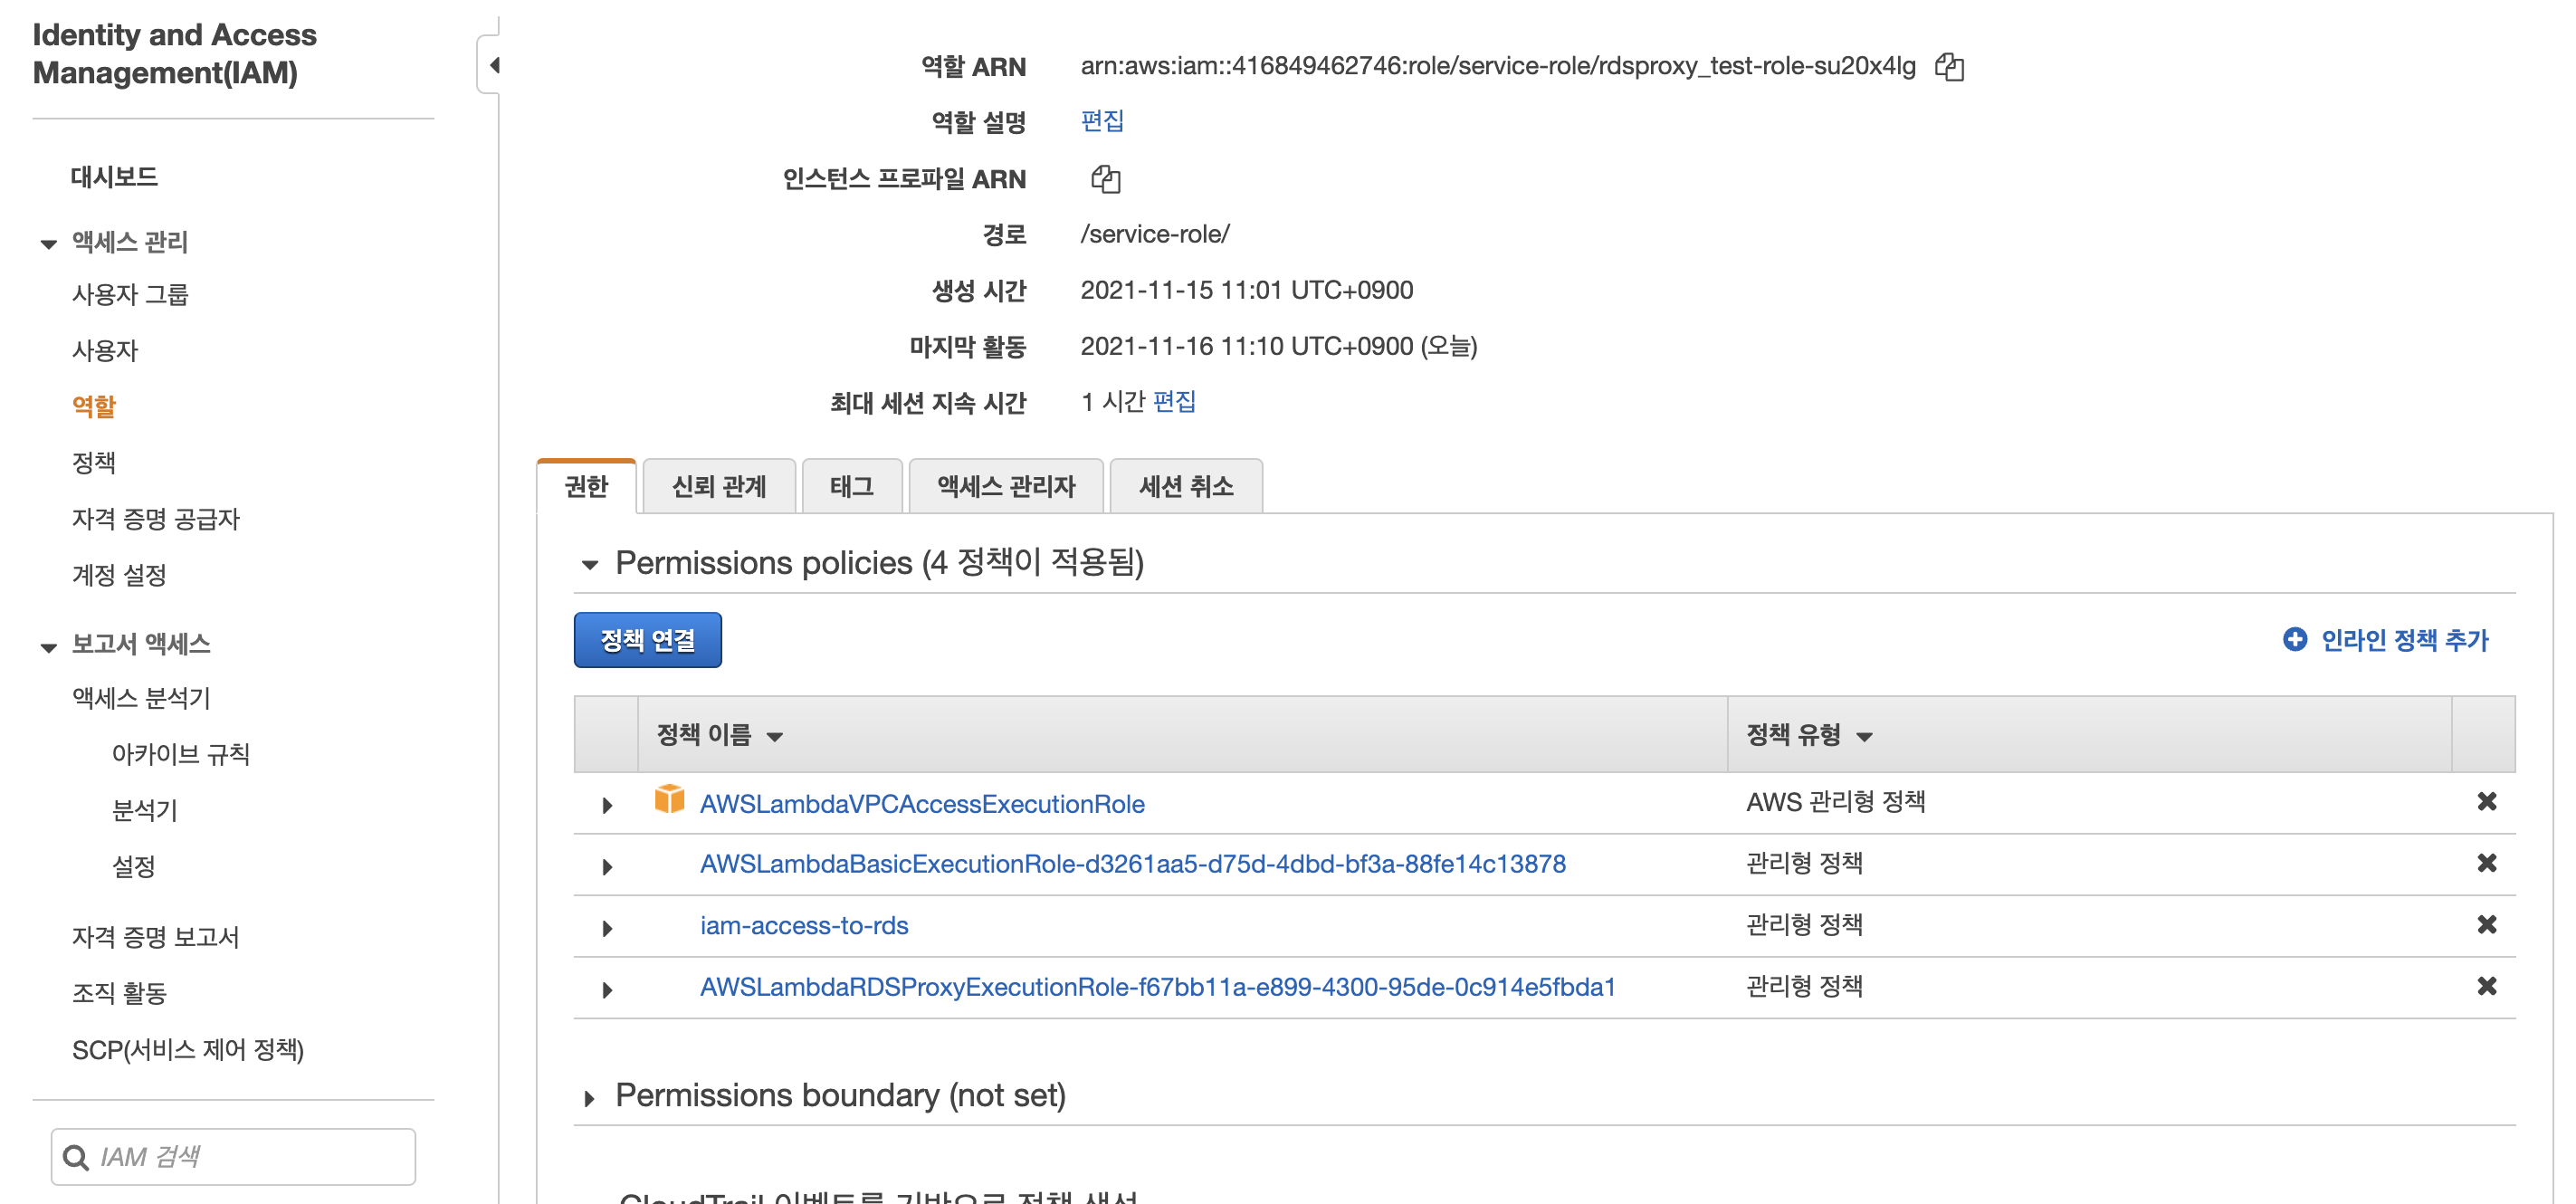 Identity and Access
Management(IAM)
대시보드
액세스 관리
사용자 그룹
사용자
역할
정책
자격 증명 공급자
계정 설정
보고서 액세스
액세스 분석기
아카이브 규칙
분석기
설정
자격 증명 보고서
조직 활동
SCP(서비스 제어 정책)
IAM 검색
역할 ARN arn:aws:iam::416849462746:role/service-role/rdsproxy_test-role-su20x4lg
역할 설명 편집
인스턴스 프로파일 ARN
경로 /service-role/
생성 시간 2021-11-15 11:01 UTC+0900
마지막 활동 2021-11-16 11:10 UTC+0900 (오늘)
최대 세션 지속 시간 1 시간 편집
권한 신뢰 관계 태그 액세스 관리자 세션 취소
Permissions policies (4 정책이 적용됨)
정책 연결 인라인 정책 추가
정책 이름 정책 유형
AWSLambdaVPCAccessExecutionRole AWS 관리형 정책
AWSLambdaBasicExecutionRole-d3261aa5-d75d-4dbd-bf3a-88fe14c13878 관리형 정책
iam-access-to-rds 관리형 정책
AWSLambdaRDSProxyExecutionRole-f67bb11a-e899-4300-95de-0c914e5fbda1 관리형 정책
Permissions boundary (not set)
CloudTrail 이벤트를 기반으로 정책 생성